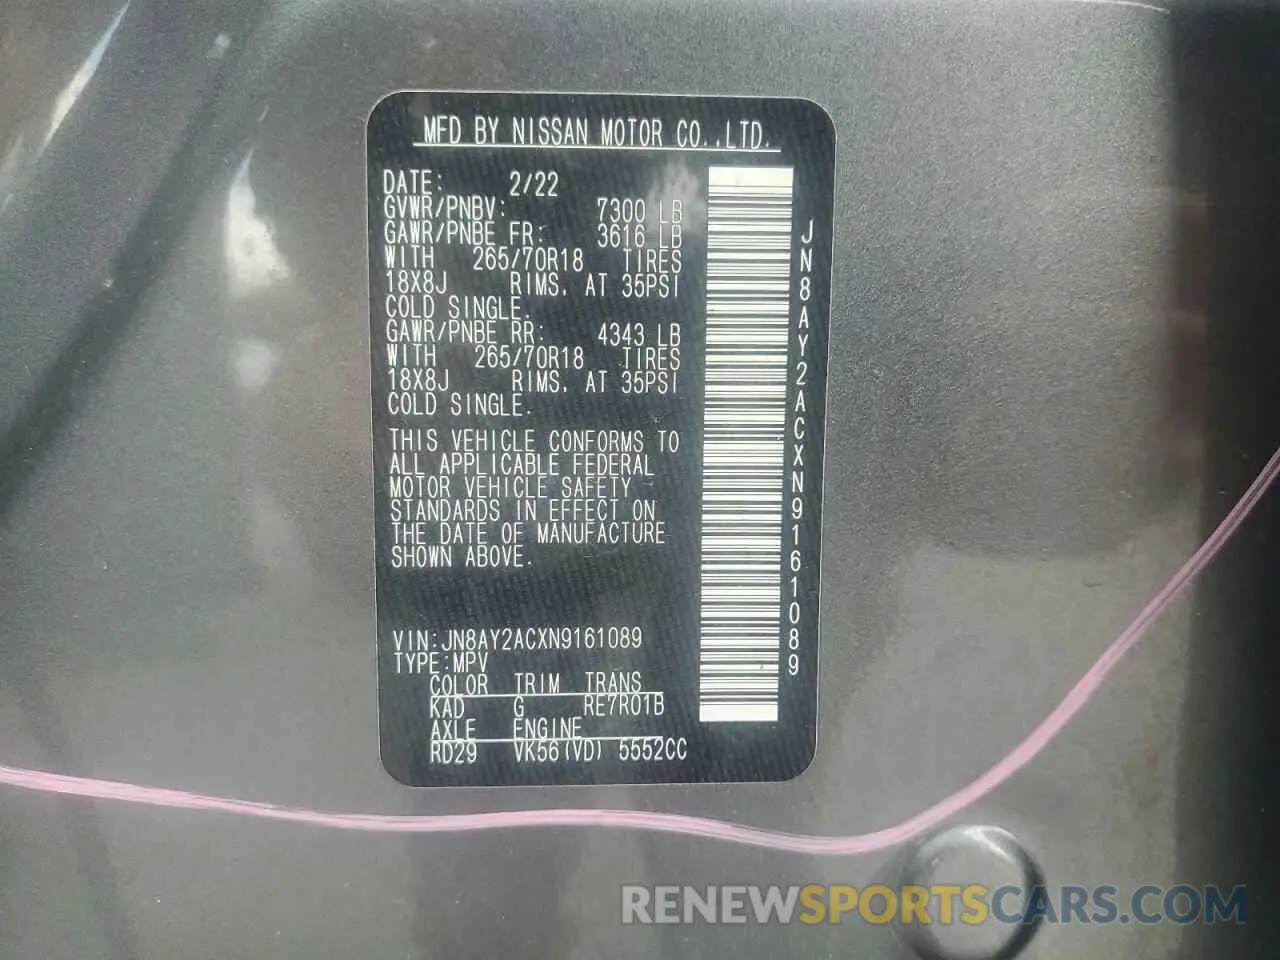 MFD BY NISSAN MOTOR CO.,LTD.
DATE: 2/22
GVWR/PNBV: 7300 LB
GAWR/PNBE FR: 3616 LB
WITH 265/70R18 TIRES
18X8J RIMS. AT 35PSI
COLD SINGLE.
GAWR/PNBE RR: 4343 LB
WITH 265/70R18 TIRES
18X8J RIMS. AT 35PSI
COLD SINGLE.
THIS VEHICLE CONFORMS TO
ALL APPLICABLE FEDERAL
MOTOR VEHICLE SAFETY
STANDARDS IN EFFECT ON
THE DATE OF MANUFACTURE
SHOWN ABOVE.
VIN:JN8AY2ACXN9161089
TYPE:MPV
COLOR TRIM TRANS
KAD G RE7R01B
AXLE ENGINE
RD29 VK56(VD) 5552CC
JN8AY2ACXN9161089
RENEWSPORTSCARS.COM